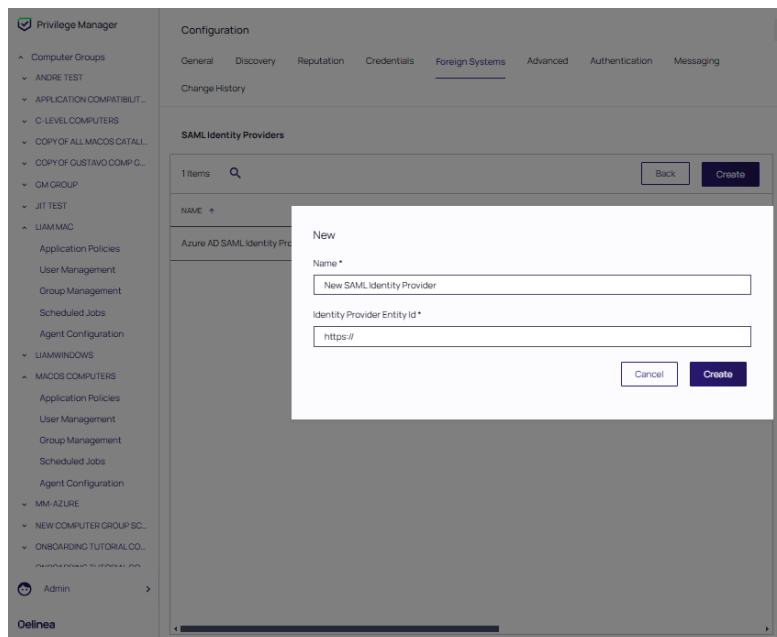 Privilege Manager
Computer Groups
ANDRE TEST
APPLICATION COMPATIBILIT...
C-LEVEL COMPUTERS
COPY OF ALL MACOS CATALI...
COPY OF GUSTAVO COMP G...
GM GROUP
JIT TEST
LIAM MAC
Application Policies
User Management
Group Management
Scheduled Jobs
Agent Configuration
LIAMWINDOWS
MACOS COMPUTERS
Application Policies
User Management
Group Management
Scheduled Jobs
Agent Configuration
MM-AZURE
NEW COMPUTER GROUP SC...
ONBOARDING TUTORIAL CO...
ONBOARDING TUTORIAL CO...
Admin
Delinea
Configuration
General Discovery Reputation Credentials Foreign Systems Advanced Authentication Messaging
Change History
SAML Identity Providers
1 Items Back Create
NAME
Azure AD SAML Identity Pro
New
Name *
New SAML Identity Provider
Identity Provider Entity Id *
https://
Cancel Create